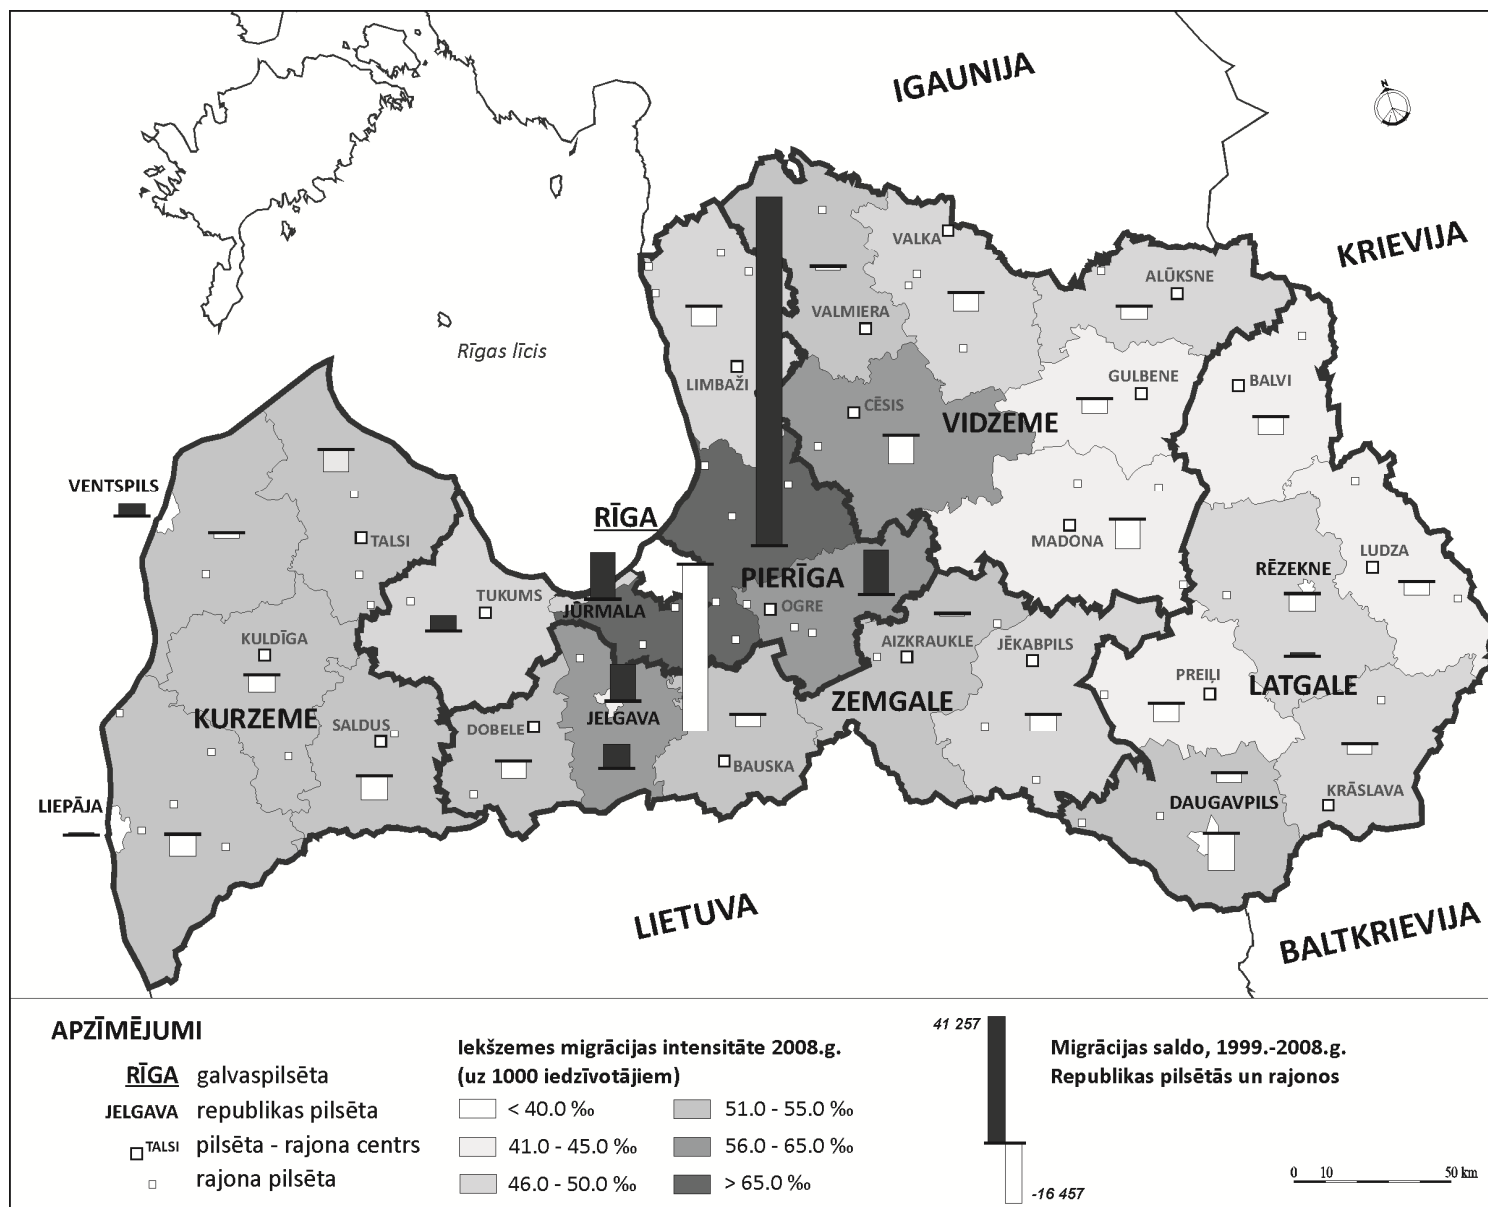 IGAUNIJA
N
KRIEVIJA
VALKA
ALŪKSNE
VALMIERA
Rīgas līcis
LIMBAŽI
GULBENE
BALVI
CĒSIS
VIDZEME
VENTSPILS
RĪGA
TALSI
MADONA
LUDZA
RĒZEKNE
PIERĪGA
TUKUMS
JŪRMALA
OGRE
KULDĪGA
AIZKRAUKLE
JĒKABPILS
PREIĻI
LATGALE
ZEMGALE
KURZEME
SALDUS
DOBELE
JELGAVA
BAUSKA
LIEPĀJA
DAUGAVPILS
KRĀSLAVA
LIETUVA
BALTKRIEVIJA
APZĪMĒJUMI
RĪGA galvaspilsēta
JELGAVA republikas pilsēta
TALSI pilsēta - rajona centrs
rajona pilsēta
Iekšzemes migrācijas intensitāte 2008.g.
(uz 1000 iedzīvotājiem)
< 40.0 ‰
41.0 - 45.0 ‰
46.0 - 50.0 ‰
51.0 - 55.0 ‰
56.0 - 65.0 ‰
> 65.0 ‰
41 257
-16 457
Migrācijas saldo, 1999.-2008.g.
Republikas pilsētās un rajonos
0 10 50 km